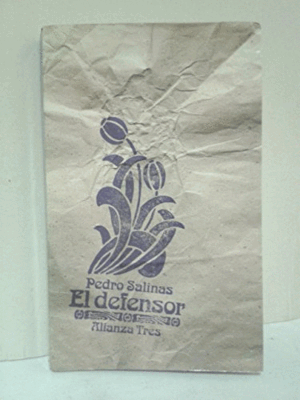 Pedro Salinas
El defensor
Alianza Tres